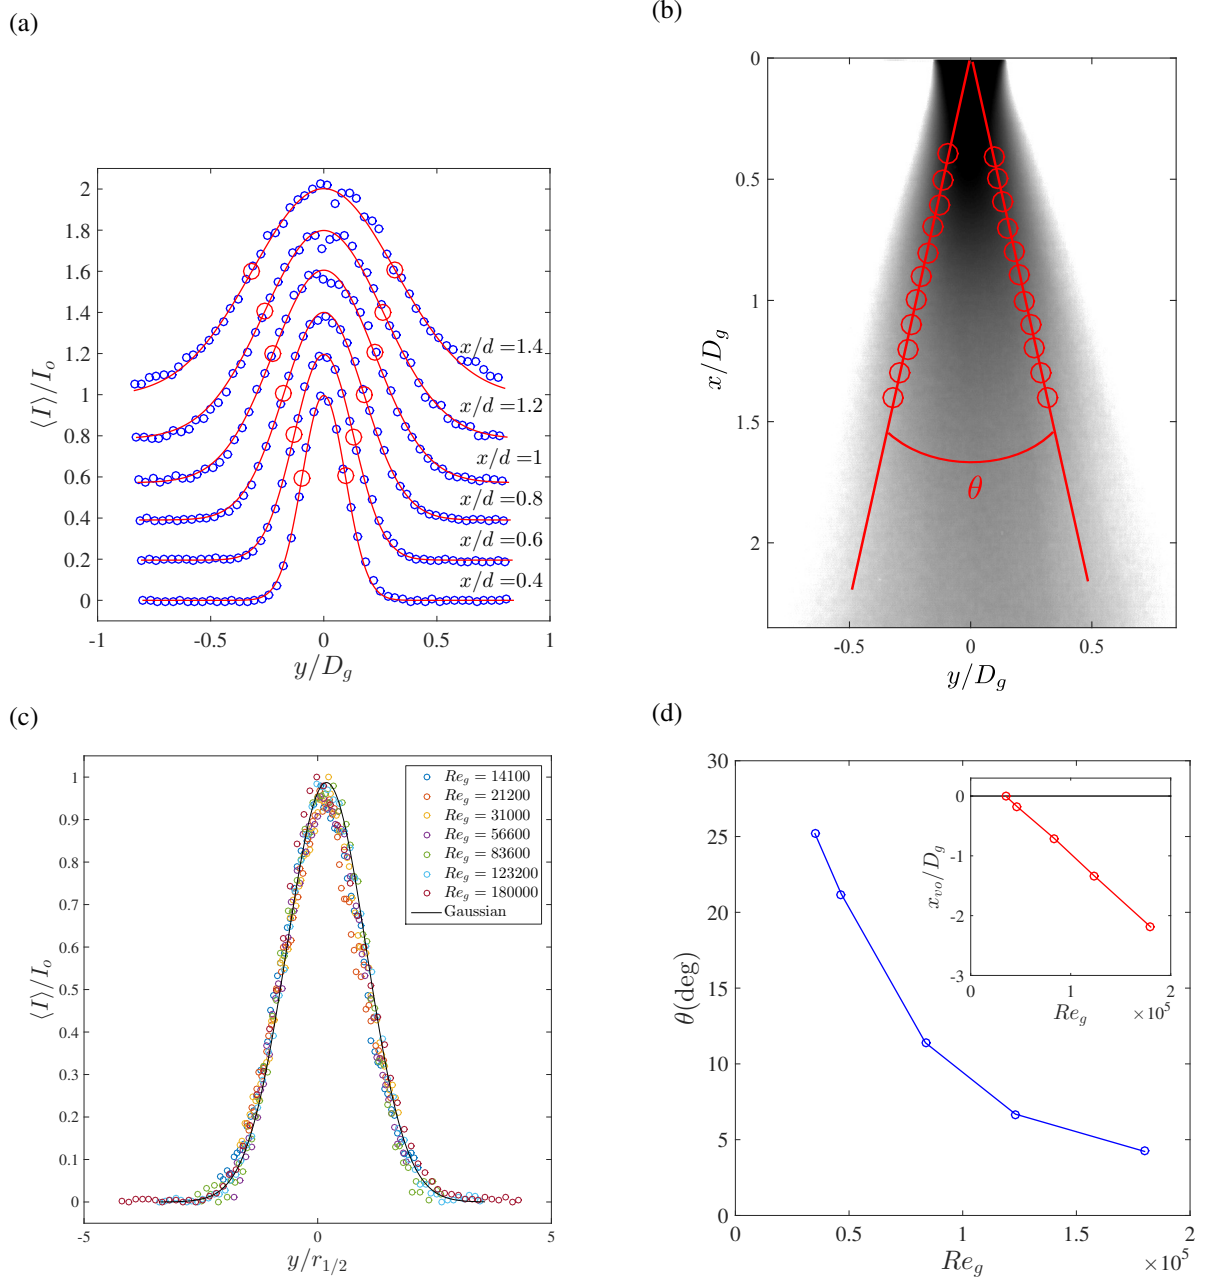 (a)
2
1.8
1.6
1.4
1.2
1
0.8
0.6
0.4
0.2
0
⟨I⟩/I_o
x/d =1.4
x/d =1.2
x/d =1
x/d =0.8
x/d =0.6
x/d =0.4
-1
-0.5
0
0.5
1
y/D_g
(b)
0
0.5
1
1.5
2
x/D_g
θ
-0.5
0
0.5
y/D_g
(c)
1
0.9
0.8
0.7
0.6
0.5
0.4
0.3
0.2
0.1
0
⟨I⟩/I_o
Re_g = 14100
Re_g = 21200
Re_g = 31000
Re_g = 56600
Re_g = 83600
Re_g = 123200
Re_g = 180000
Gaussian
-5
0
5
y/r_{1/2}
(d)
30
25
20
15
10
5
0
θ(deg)
0
-1
-2
-3
x_{vo}/D_g
0
1
2
Re_g
×10^5
0
0.5
1
1.5
2
Re_g
×10^5